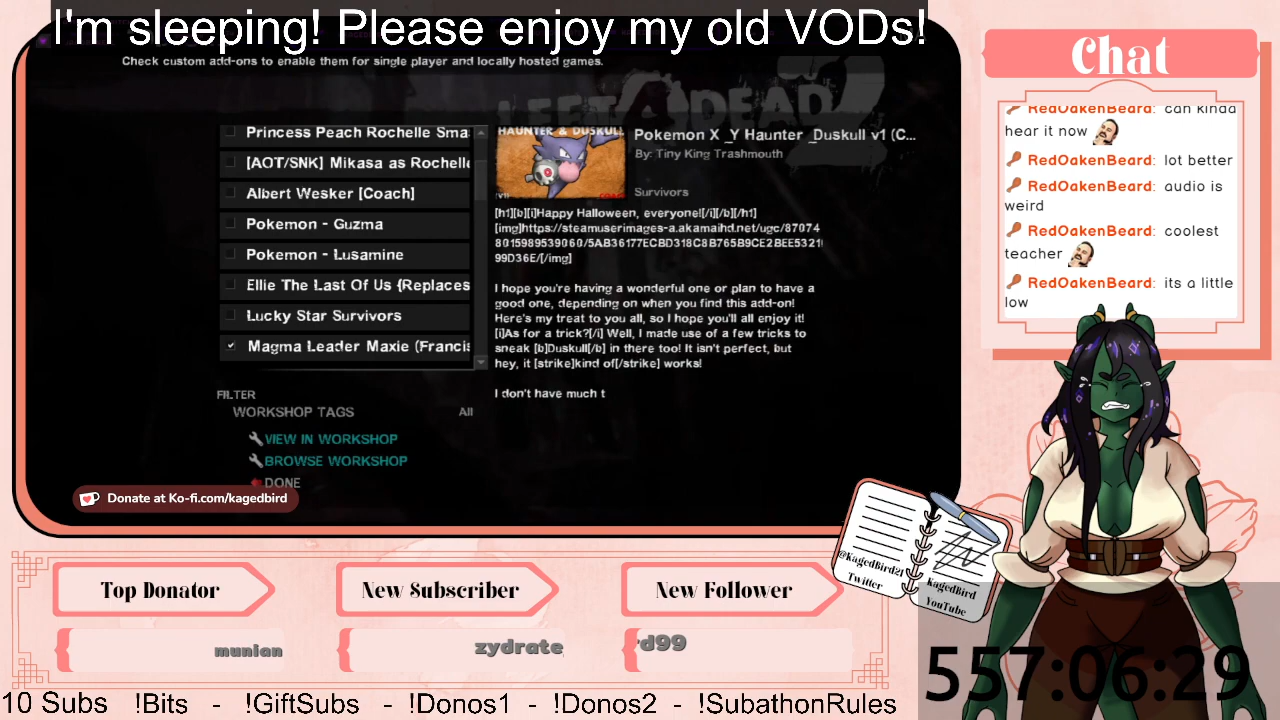 I'm sleeping! Please enjoy my old VODs!
Check custom add-ons to enable them for single player and locally hosted games.
LEFT 4 DEAD 2
Princess Peach Rochelle Sma
[AOT/SNK] Mikasa as Rochelle
Albert Wesker [Coach]
Pokemon - Guzma
Pokemon - Lusamine
Ellie The Last Of Us {Replaces
Lucky Star Survivors
Magma Leader Maxie (Francis
FILTER
WORKSHOP TAGS All
VIEW IN WORKSHOP
BROWSE WORKSHOP
DONE
HAUNTER & DUSKULL
Pokemon X _Y Haunter _Duskull v1 (C...
By: Tiny King Trashmouth
Survivors
[h1][b][i]Happy Halloween, everyone![/i][/b][/h1]
[img]https://steamuserimages-a.akamaihd.net/ugc/87074
8015989539060/5AB36177ECBD318C8B765B9CE2BEE5321
99D36E/[/img]
I hope you're having a wonderful one or plan to have a
good one, depending on when you find this add-on!
Here's my treat to you all, so I hope you'll all enjoy it!
[i]As for a trick?[/i] Well, I made use of a few tricks to
sneak [b]Duskull[/b] in there too! It isn't perfect, but
hey, it [strike]kind of[/strike] works!
I don't have much t
Donate at Ko-fi.com/kagedbird
Chat
RedOakenBeard: can kinda
hear it now
RedOakenBeard: lot better
RedOakenBeard: audio is
weird
RedOakenBeard: coolest
teacher
RedOakenBeard: its a little
low
@KagedBird21
Twitter
KagedBird
YouTube
Top Donator
New Subscriber
New Follower
munian
zydrate
d99
557:06:29
10 Subs !Bits - !GiftSubs - !Donos1 - !Donos2 - !SubathonRules